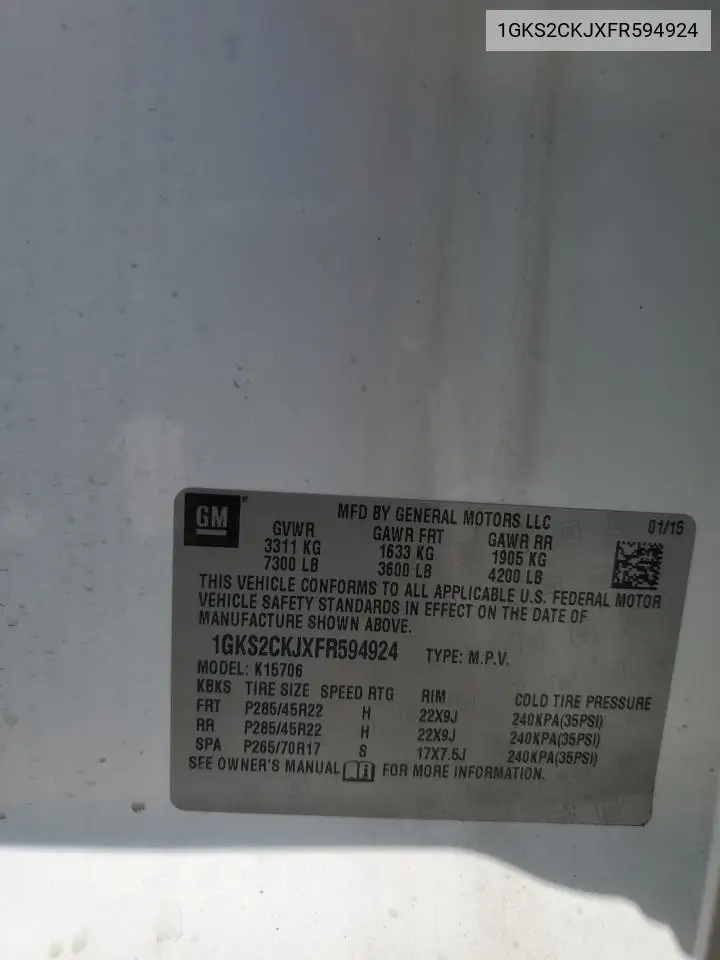 1GKS2CKJXFR594924
GM
MFD BY GENERAL MOTORS LLC 01/15
GVWR GAWR FRT GAWR RR
3311 KG 1633 KG 1905 KG
7300 LB 3600 LB 4200 LB
THIS VEHICLE CONFORMS TO ALL APPLICABLE U.S. FEDERAL MOTOR
VEHICLE SAFETY STANDARDS IN EFFECT ON THE DATE OF
MANUFACTURE SHOWN ABOVE.
1GKS2CKJXFR594924 TYPE: M.P.V.
MODEL: K15706
KBKS TIRE SIZE SPEED RTG RIM COLD TIRE PRESSURE
FRT P285/45R22 H 22X9J 240KPA(35PSI)
RR P285/45R22 H 22X9J 240KPA(35PSI)
SPA P265/70R17 S 17X7.5J 240KPA(35PSI)
SEE OWNER'S MANUAL FOR MORE INFORMATION.